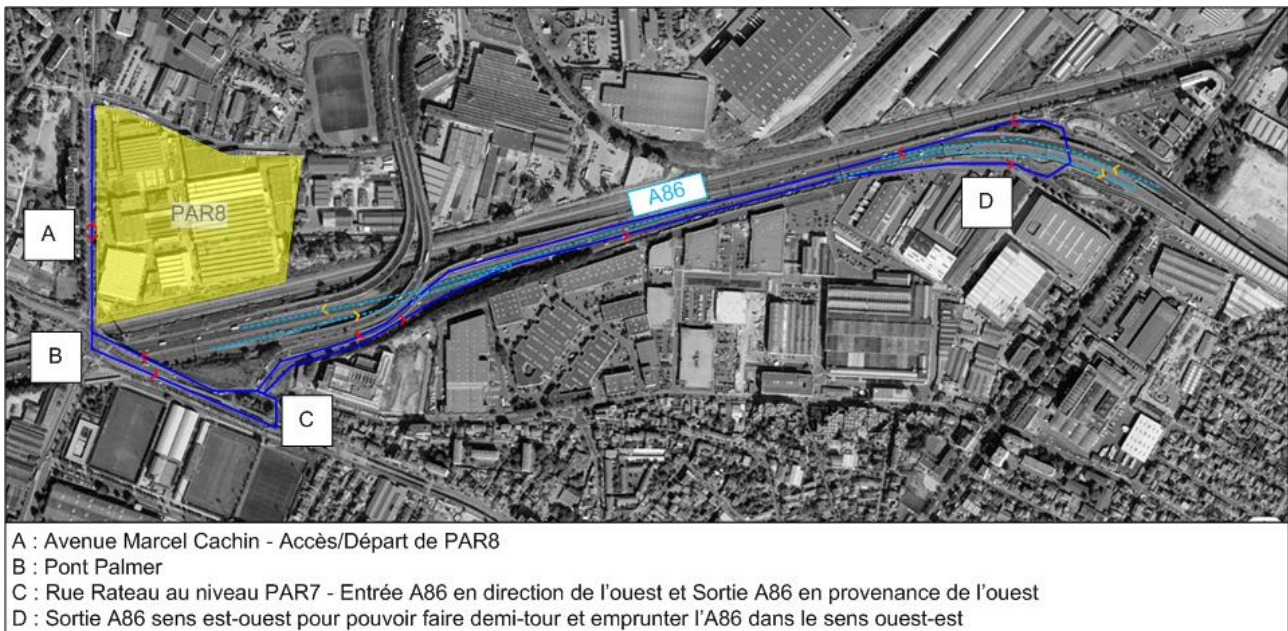 A86
PAR8
A
D
B
C
A : Avenue Marcel Cachin - Accès/Départ de PAR8
B : Pont Palmer
C : Rue Rateau au niveau PAR7 - Entrée A86 en direction de l'ouest et Sortie A86 en provenance de l'ouest
D : Sortie A86 sens est-ouest pour pouvoir faire demi-tour et emprunter l'A86 dans le sens ouest-est